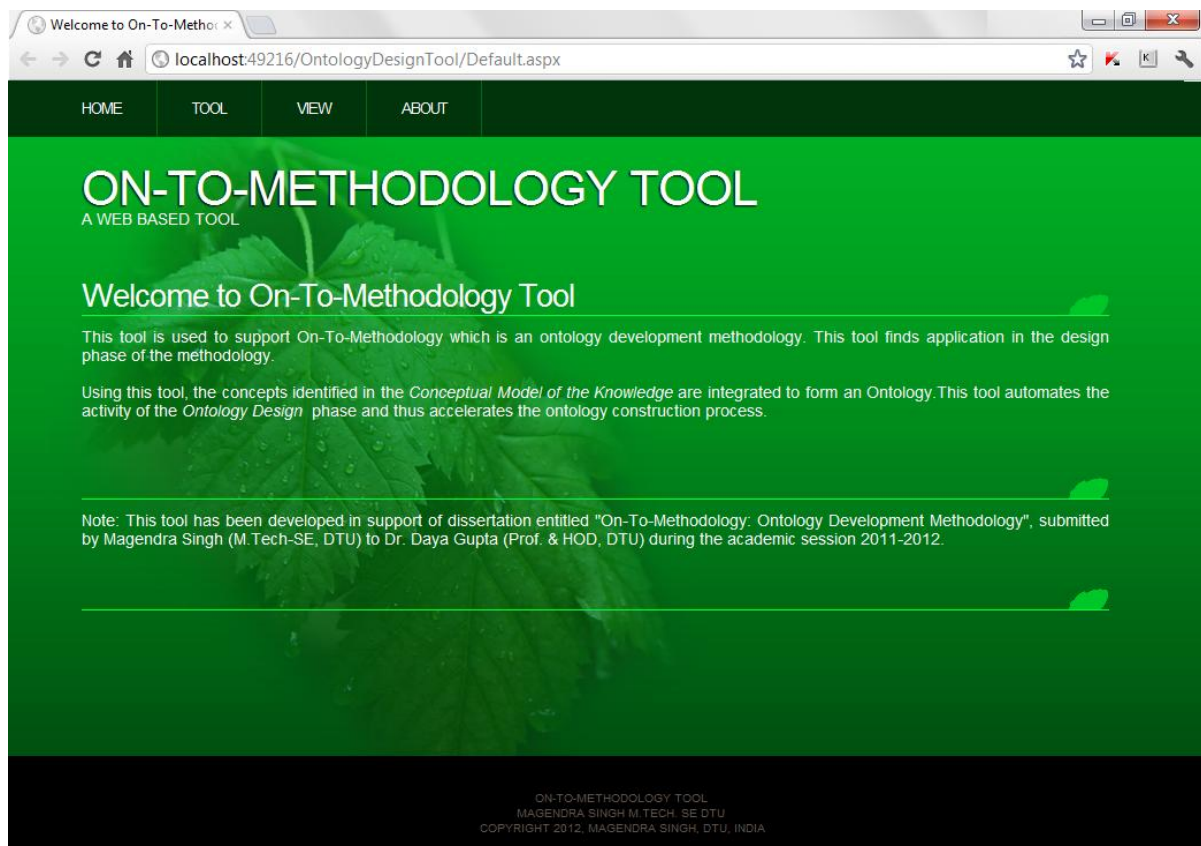 Welcome to On-To-Metho
localhost:49216/OntologyDesignTool/Default.aspx
HOME TOOL VIEW ABOUT
ON-TO-METHODOLOGY TOOL
A WEB BASED TOOL
Welcome to On-To-Methodology Tool
This tool is used to support On-To-Methodology which is an ontology development methodology. This tool finds application in the design
phase of the methodology.
Using this tool, the concepts identified in the Conceptual Model of the Knowledge are integrated to form an Ontology.This tool automates the
activity of the Ontology Design phase and thus accelerates the ontology construction process.
Note: This tool has been developed in support of dissertation entitled "On-To-Methodology: Ontology Development Methodology", submitted
by Magendra Singh (M.Tech-SE, DTU) to Dr. Daya Gupta (Prof. & HOD, DTU) during the academic session 2011-2012.
ON-TO-METHODOLOGY TOOL
MAGENDRA SINGH M.TECH. SE DTU
COPYRIGHT 2012, MAGENDRA SINGH, DTU, INDIA